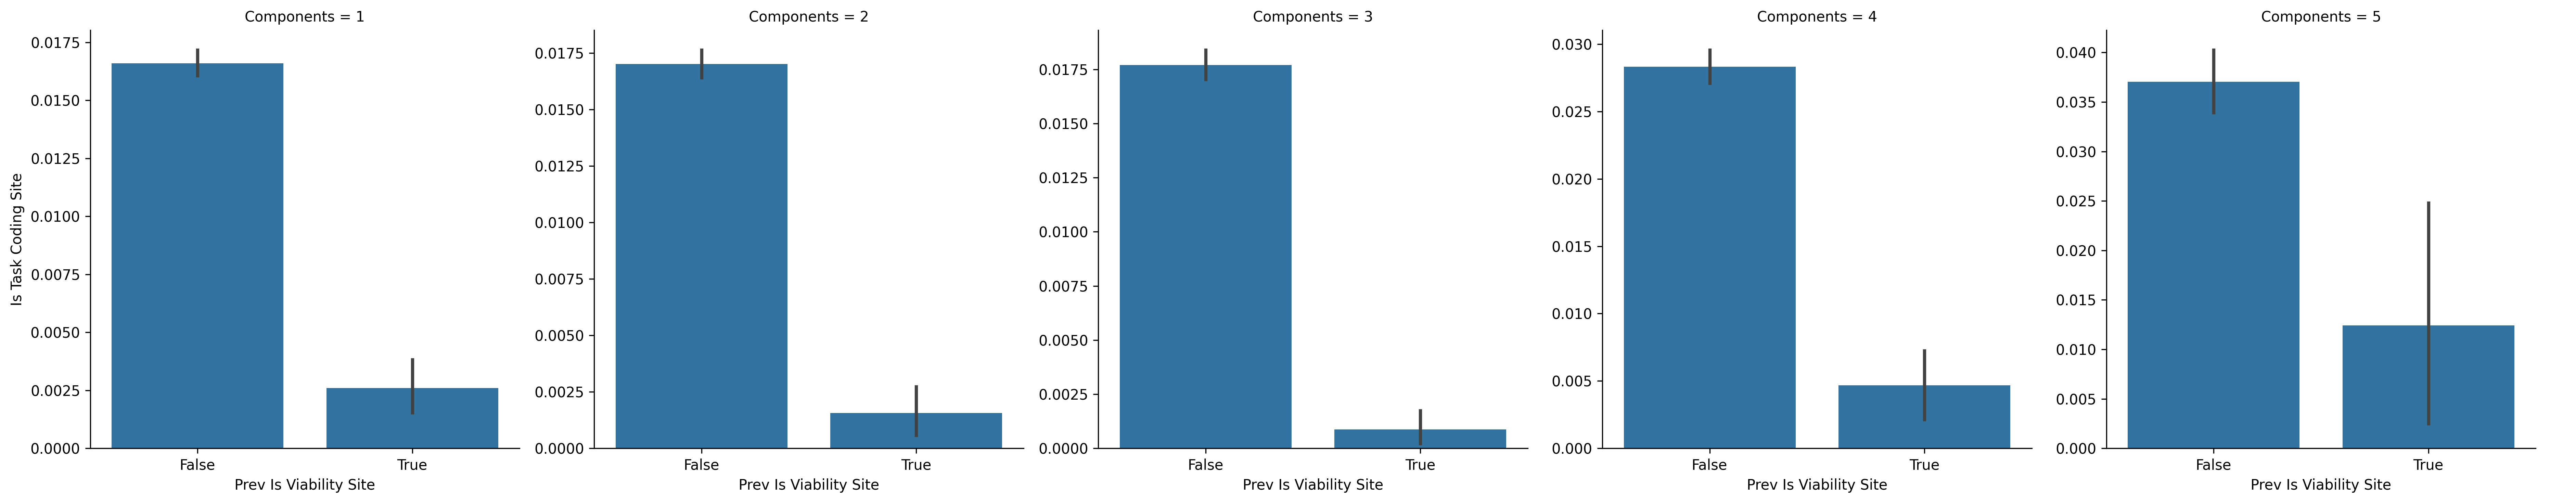 Components = 1
Components = 2
Components = 3
Components = 4
Components = 5
Is Task Coding Site
0.0175
0.0150
0.0125
0.0100
0.0075
0.0050
0.0025
0.0000
False
True
Prev Is Viability Site
0.0175
0.0150
0.0125
0.0100
0.0075
0.0050
0.0025
0.0000
False
True
Prev Is Viability Site
0.0175
0.0150
0.0125
0.0100
0.0075
0.0050
0.0025
0.0000
False
True
Prev Is Viability Site
0.030
0.025
0.020
0.015
0.010
0.005
0.000
False
True
Prev Is Viability Site
0.040
0.035
0.030
0.025
0.020
0.015
0.010
0.005
0.000
False
True
Prev Is Viability Site